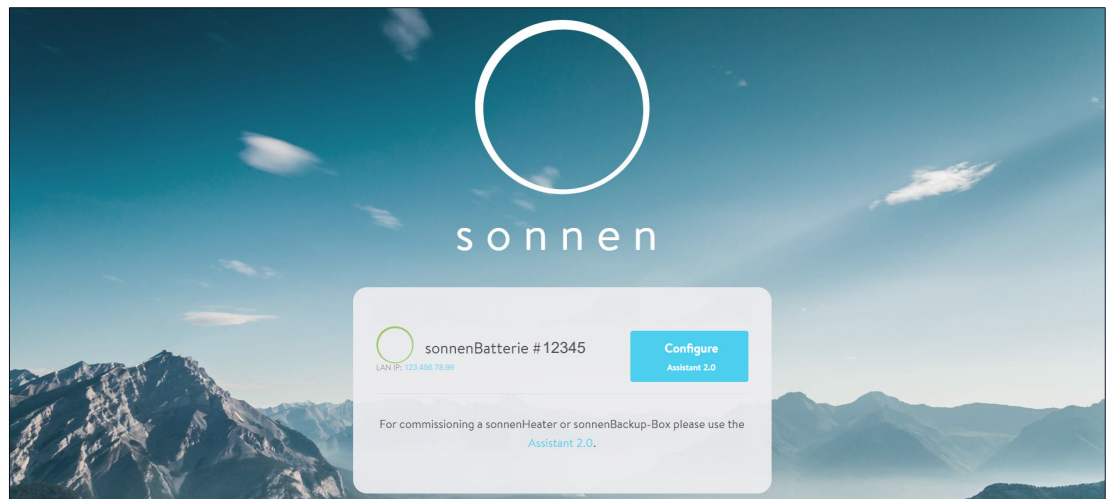 sonnen
sonnenBatterie #12345
Configure
Assistant 2.0
LAN IP: 123.456.78.99
For commissioning a sonnenHeater or sonnenBackup-Box please use the
Assistant 2.0.